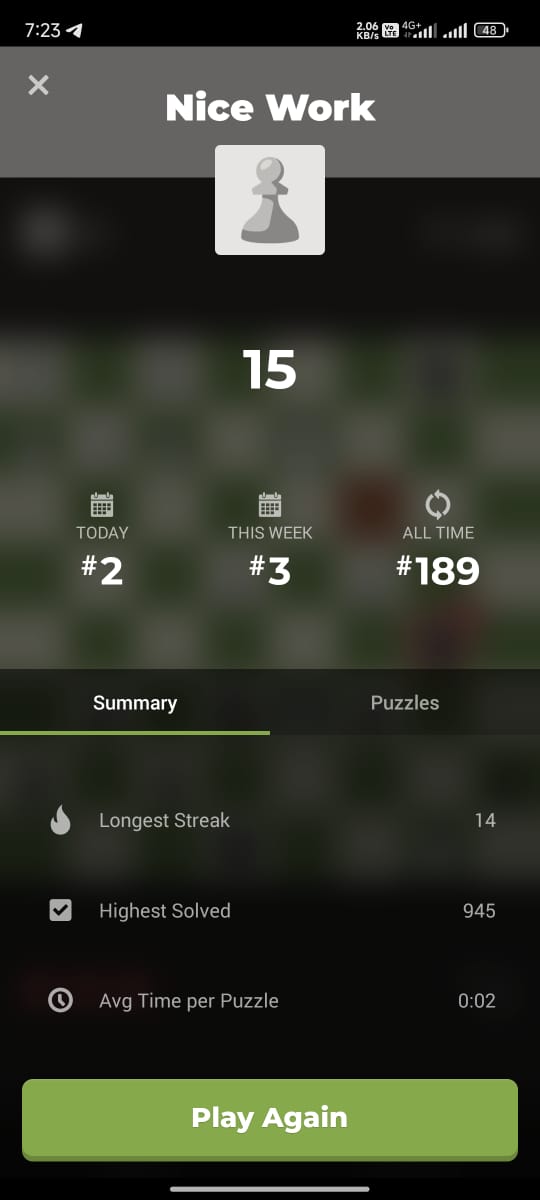 7:23
2.06 KB/s
Vo LTE
4G+
48
Nice Work
15
TODAY
THIS WEEK
ALL TIME
#2
#3
#189
Summary
Puzzles
Longest Streak 14
Highest Solved 945
Avg Time per Puzzle 0:02
Play Again